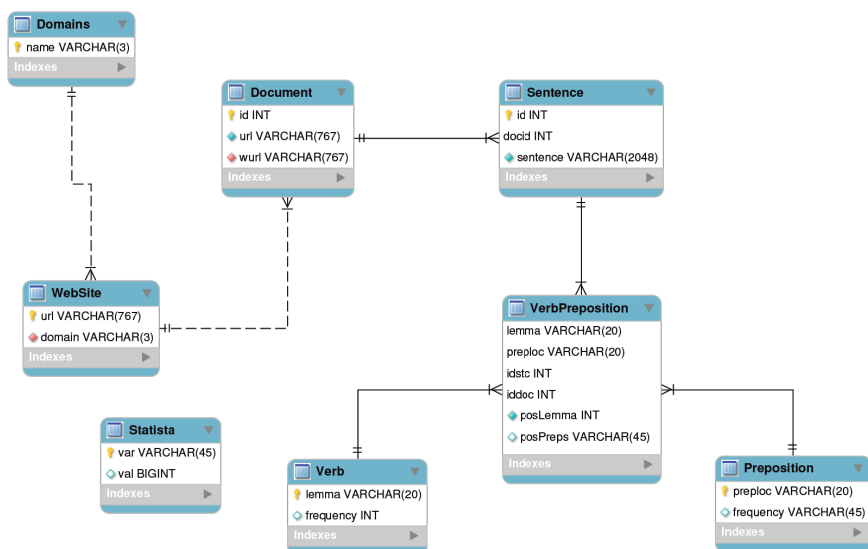 Domains
name VARCHAR(3)
Indexes
Document
id INT
url VARCHAR(767)
wurl VARCHAR(767)
Indexes
Sentence
id INT
docid INT
sentence VARCHAR(2048)
Indexes
WebSite
url VARCHAR(767)
domain VARCHAR(3)
Indexes
VerbPreposition
lemma VARCHAR(20)
preploc VARCHAR(20)
idstc INT
iddoc INT
posLemma INT
posPreps VARCHAR(45)
Indexes
Statista
var VARCHAR(45)
val BIGINT
Indexes
Verb
lemma VARCHAR(20)
frequency INT
Indexes
Preposition
preploc VARCHAR(20)
frequency VARCHAR(45)
Indexes